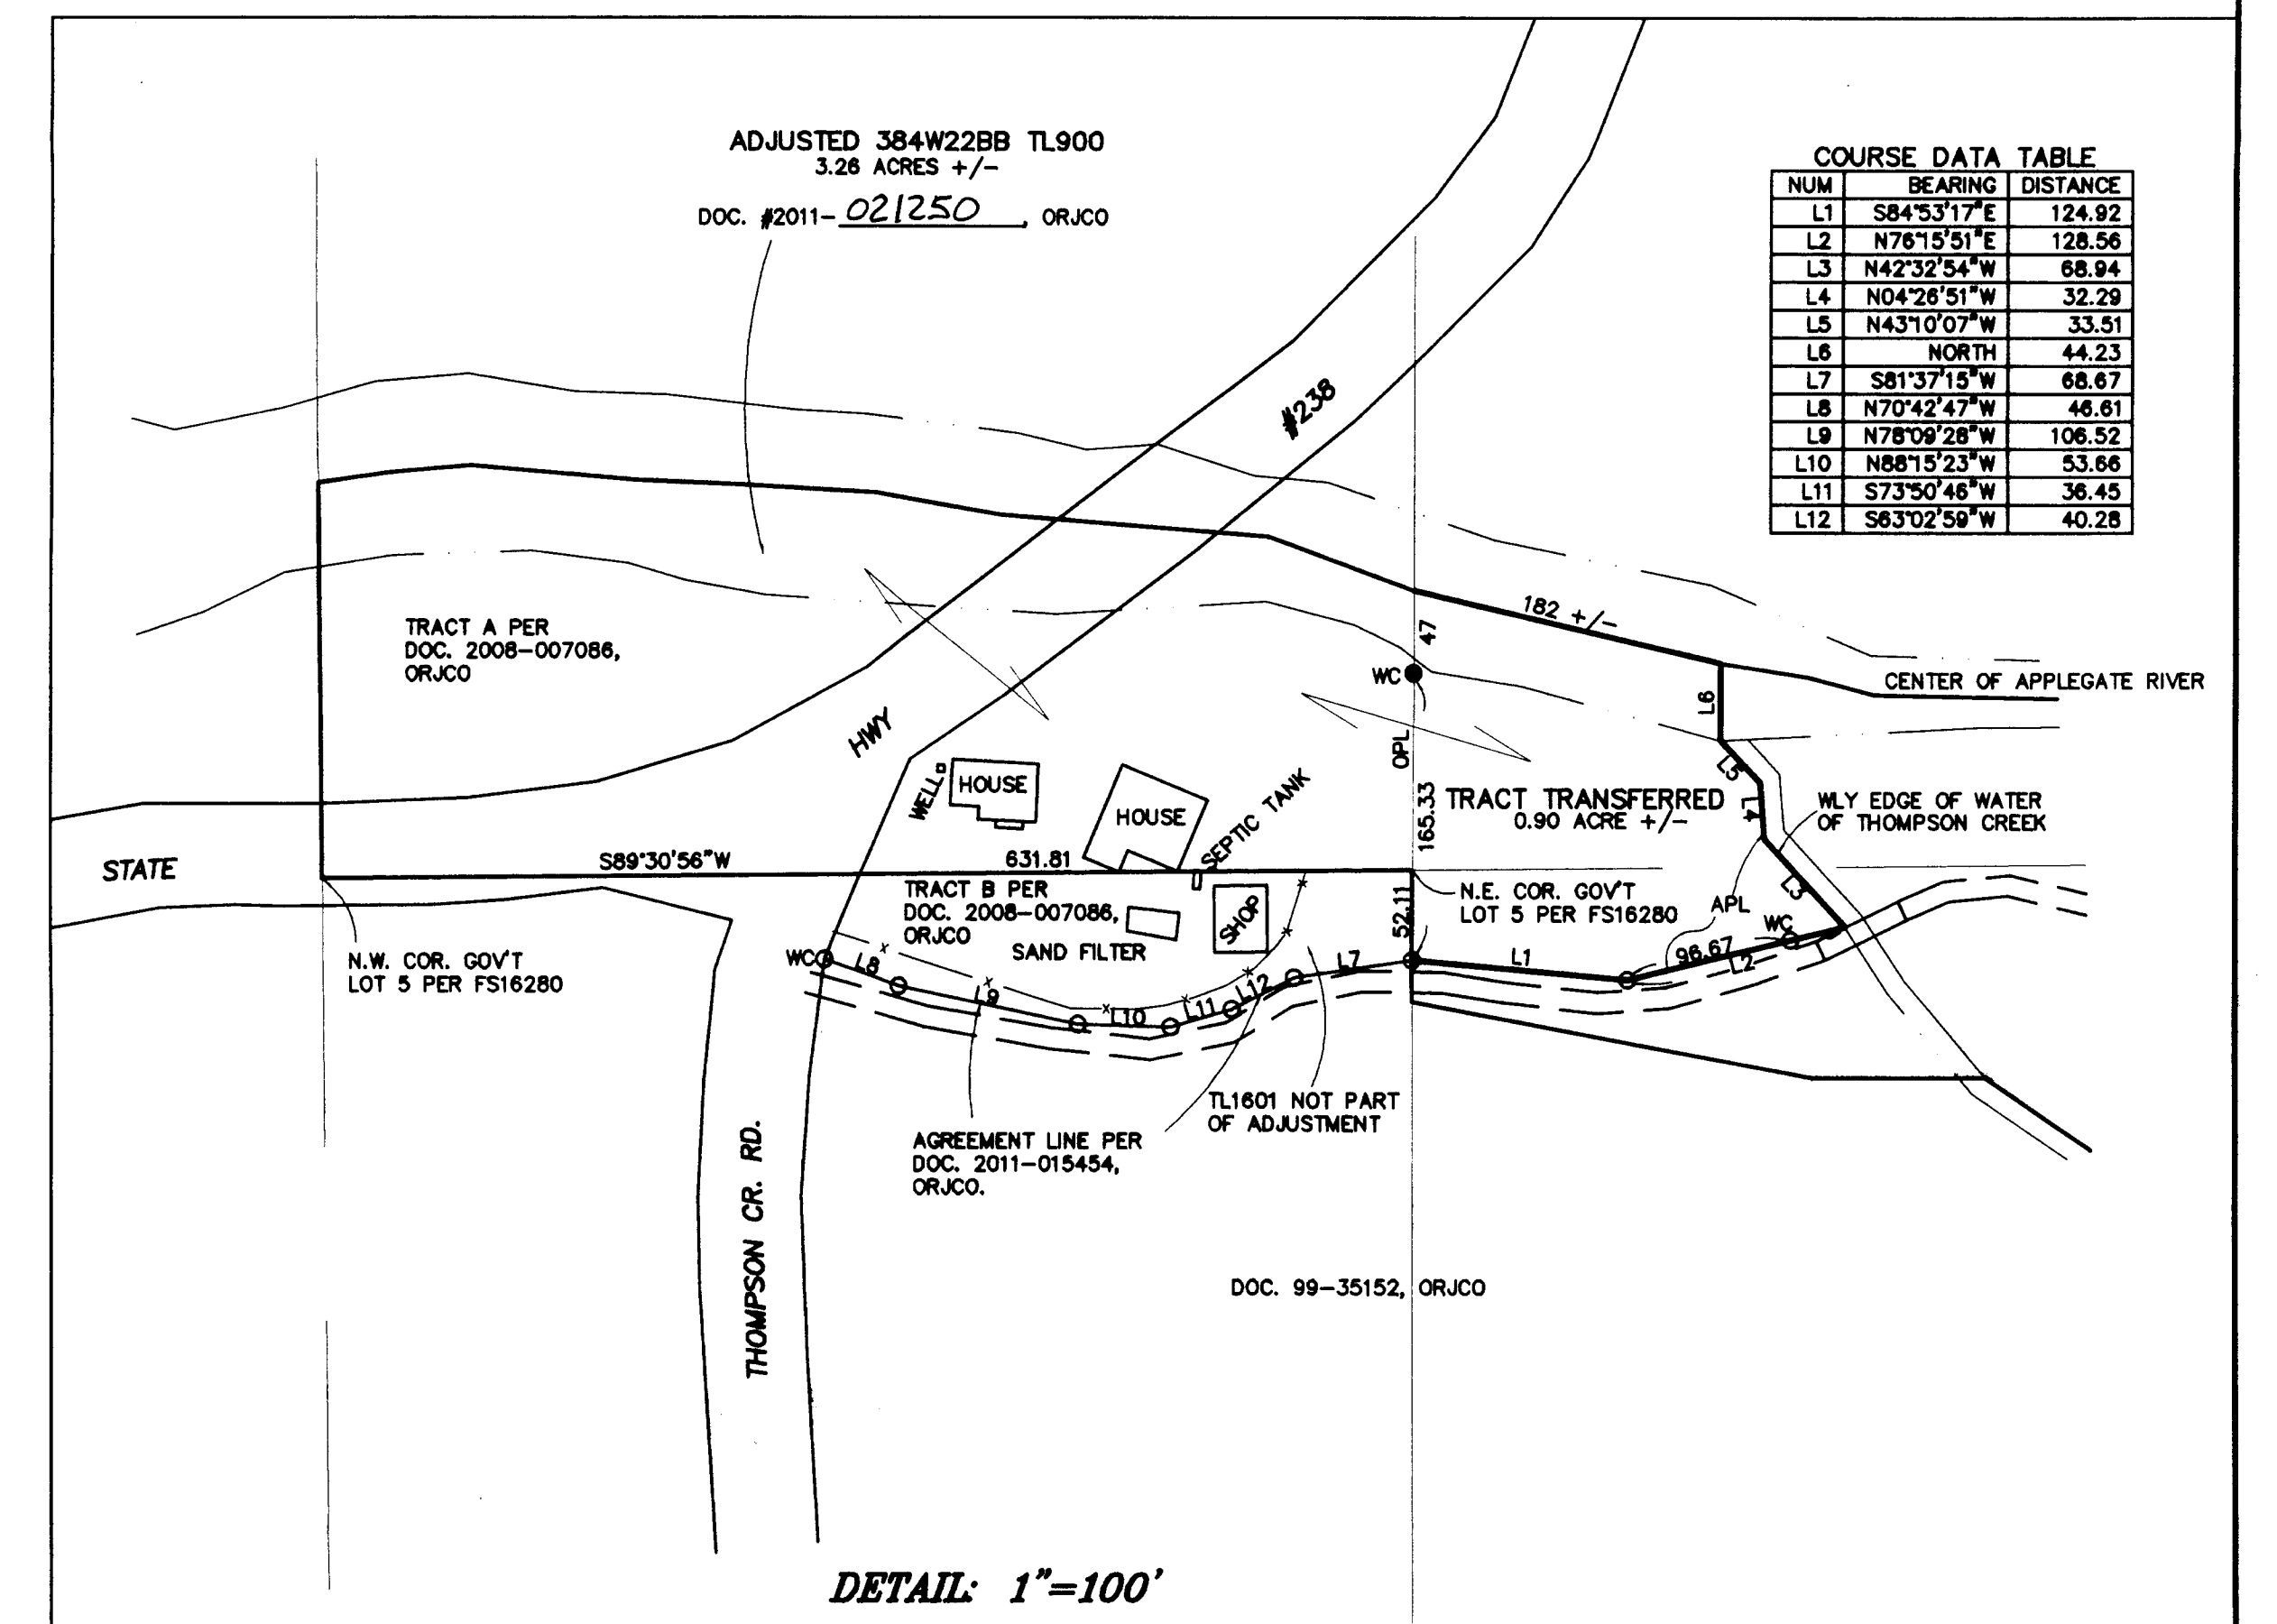 ADJUSTED 384W22BB TL900
3.26 ACRES +/-
DOC. #2011- 021250, ORJCO
COURSE DATA TABLE
NUM BEARING DISTANCE
L1 S84°53'17"E 124.92
L2 N76°15'51"E 128.56
L3 N42°32'54"W 68.94
L4 N04°26'51"W 32.29
L5 N43°10'07"W 33.51
L6 NORTH 44.23
L7 S81°37'15"W 68.67
L8 N70°42'47"W 46.61
L9 N78°09'28"W 106.52
L10 N88°15'23"W 53.66
L11 S73°50'46"W 36.45
L12 S63°02'59"W 40.28
#238
HWY
STATE
182 +/-
47
WC
OPL
165.33
L6
CENTER OF APPLEGATE RIVER
TRACT A PER
DOC. 2008-007086,
ORJCO
WELL
HOUSE
HOUSE
SEPTIC TANK
TRACT TRANSFERRED
0.90 ACRE +/-
L5
L4
L3
WLY EDGE OF WATER
OF THOMPSON CREEK
S89°30'56"W
631.81
TRACT B PER
DOC. 2008-007086,
ORJCO
SAND FILTER
SHOP
52.11
N.E. COR. GOV'T
LOT 5 PER FS16280
APL
WC
96.67
L2
L1
N.W. COR. GOV'T
LOT 5 PER FS16280
WC
L8
L9
L10
L11
L12
L7
TL1601 NOT PART
OF ADJUSTMENT
AGREEMENT LINE PER
DOC. 2011-015454,
ORJCO.
THOMPSON CR. RD.
DOC. 99-35152, ORJCO
DETAIL: 1"=100'